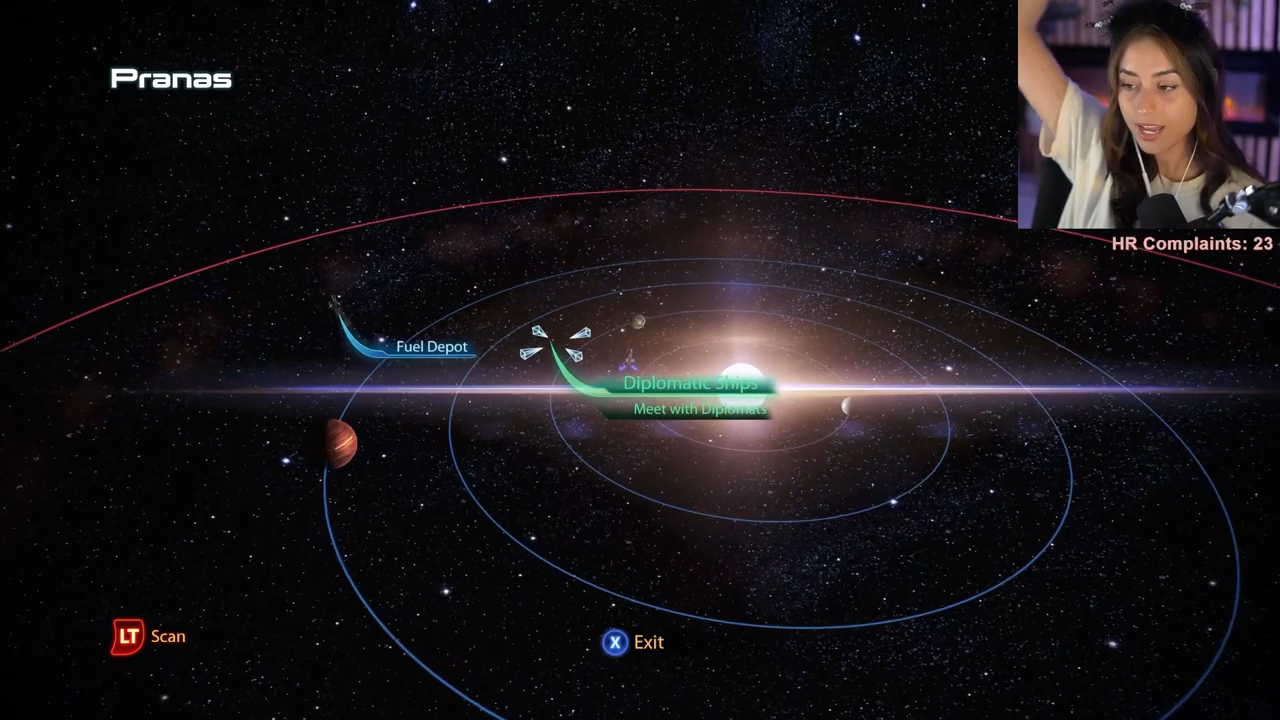 Pranas
HR Complaints: 23
Fuel Depot
Diplomatic Ships
Meet with Diplomats
LT Scan
X Exit